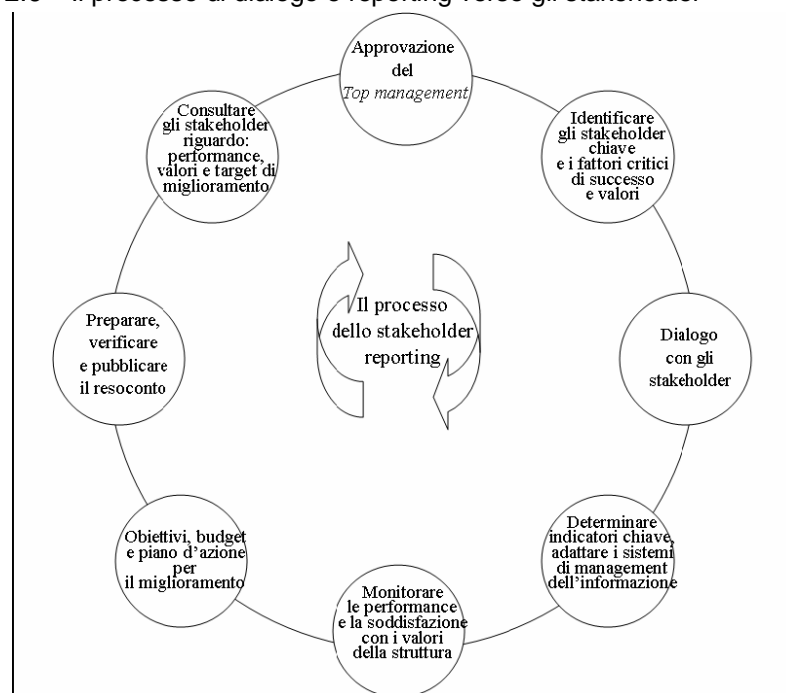 Il processo di dialogo e reporting verso gli stakeholder
Approvazione
del
Top management
Identificare
gli stakeholder
chiave
e i fattori critici
di successo
e valori
Dialogo
con gli
stakeholder
Determinare
indicatori chiave,
adattare i sistemi
di management
dell'informazione
Monitorare
le performance
e la soddisfazione
con i valori
della struttura
Obiettivi, budget
e piano d'azione
per
il miglioramento
Preparare,
verificare
e pubblicare
il resoconto
Consultare
gli stakeholder
riguardo:
performance,
valori e target di
miglioramento
Il processo
dello stakeholder
reporting